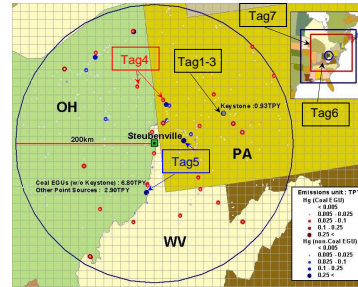 Tag7
Tag4
Tag1-3
OH
Keystone :0.93TPY
Tag6
Steubenville
200km
Tag5
PA
Coal EGUs (w/o Keystone) : 6.80TPY
Other Point Sources : 2.90TPY
WV
Emissions unit : TPY
Hg (Coal EGU)
< 0.005
0.005 - 0.025
0.025 - 0.1
0.1 - 0.25
0.25 <
Hg (non-Coal EGU)
< 0.005
0.005 - 0.025
0.025 - 0.1
0.1 - 0.25
0.25 <